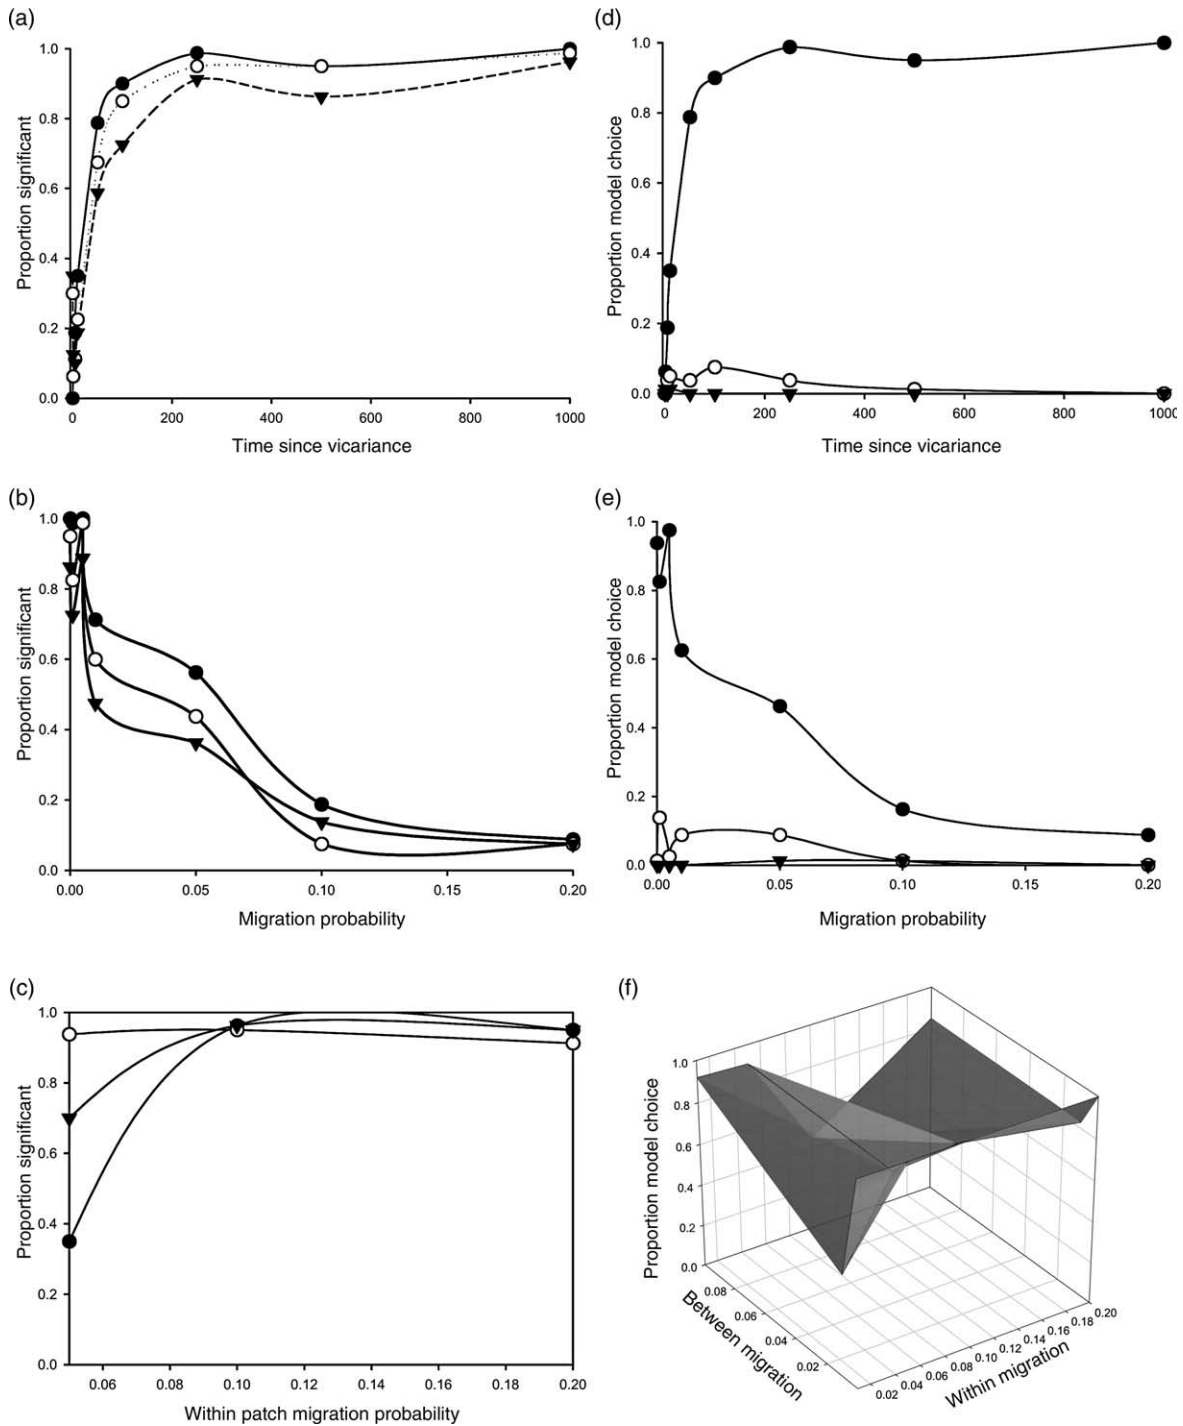 (a)
1.0
0.8
0.6
0.4
0.2
0.0
Proportion significant
0 200 400 600 800 1000
Time since vicariance
(d)
1.0
0.8
0.6
0.4
0.2
0.0
Proportion model choice
0 200 400 600 800 1000
Time since vicariance
(b)
1.0
0.8
0.6
0.4
0.2
0.0
Proportion significant
0.00 0.05 0.10 0.15 0.20
Migration probability
(e)
1.0
0.8
0.6
0.4
0.2
0.0
Proportion model choice
0.00 0.05 0.10 0.15 0.20
Migration probability
(c)
1.0
0.8
0.6
0.4
0.2
0.0
Proportion significant
0.06 0.08 0.10 0.12 0.14 0.16 0.18 0.20
Within patch migration probability
(f)
1.0
0.8
0.6
0.4
0.2
0.0
Proportion model choice
0.08
0.06
0.04
0.02
Between migration
0.02 0.04 0.06 0.08 0.10 0.12 0.14 0.16 0.18 0.20
Within migration